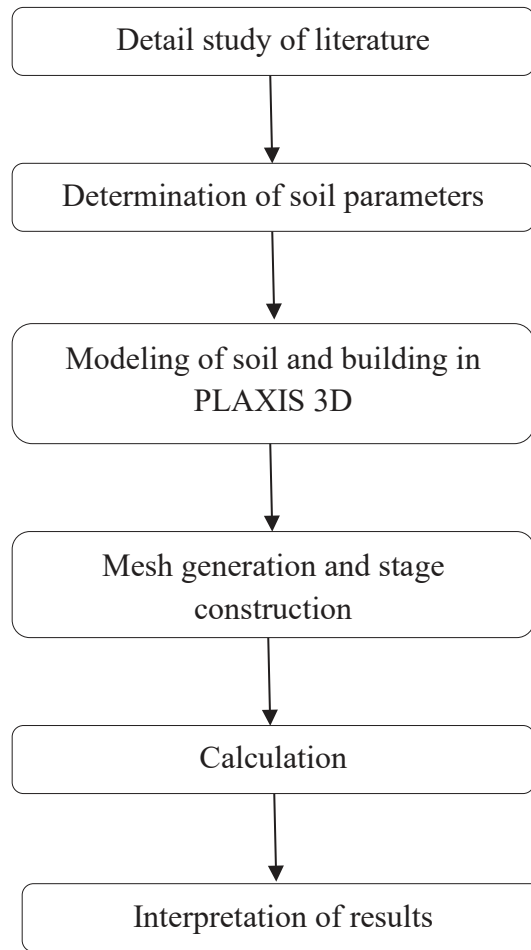 Detail study of literature
Determination of soil parameters
Modeling of soil and building in
PLAXIS 3D
Mesh generation and stage
construction
Calculation
Interpretation of results